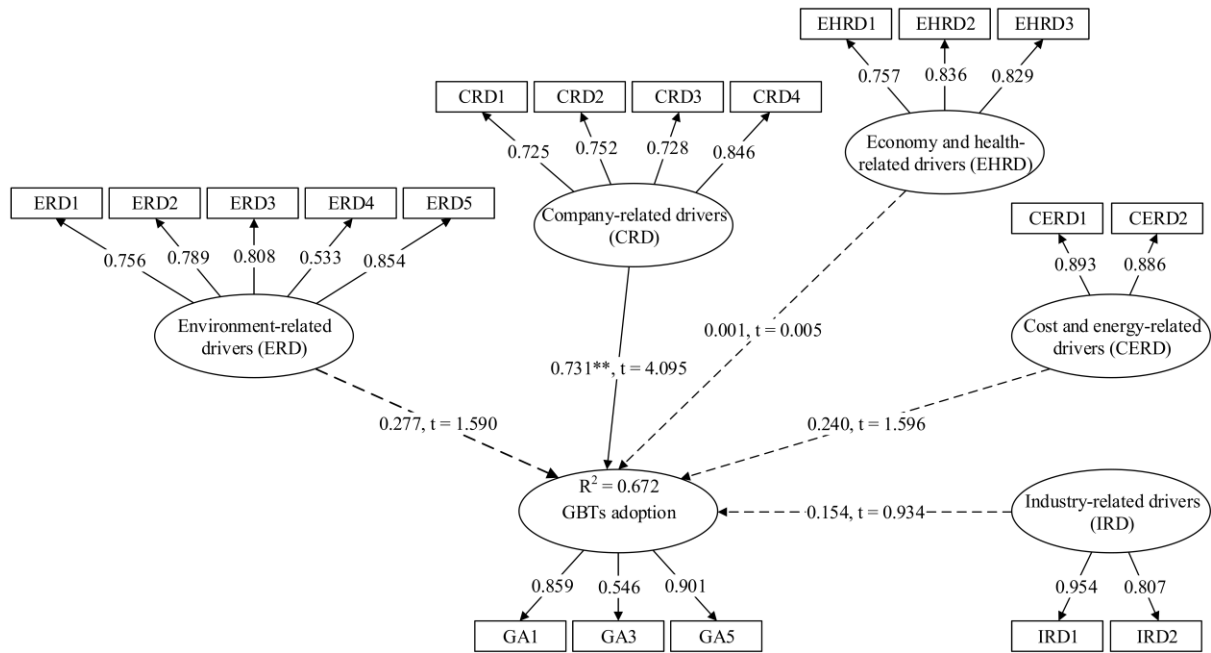 EHRD1 EHRD2 EHRD3
0.757 0.836 0.829
CRD1 CRD2 CRD3 CRD4
0.725 0.752 0.728 0.846
Economy and health-
related drivers (EHRD)
ERD1 ERD2 ERD3 ERD4 ERD5
0.756 0.789 0.808 0.533 0.854
Company-related drivers
(CRD)
CERD1 CERD2
0.893 0.886
Environment-related
drivers (ERD)
Cost and energy-related
drivers (CERD)
0.001, t = 0.005
0.731**, t = 4.095
0.277, t = 1.590
0.240, t = 1.596
R² = 0.672
GBTs adoption
0.154, t = 0.934
Industry-related drivers
(IRD)
0.859 0.546 0.901
0.954 0.807
GA1 GA3 GA5
IRD1 IRD2